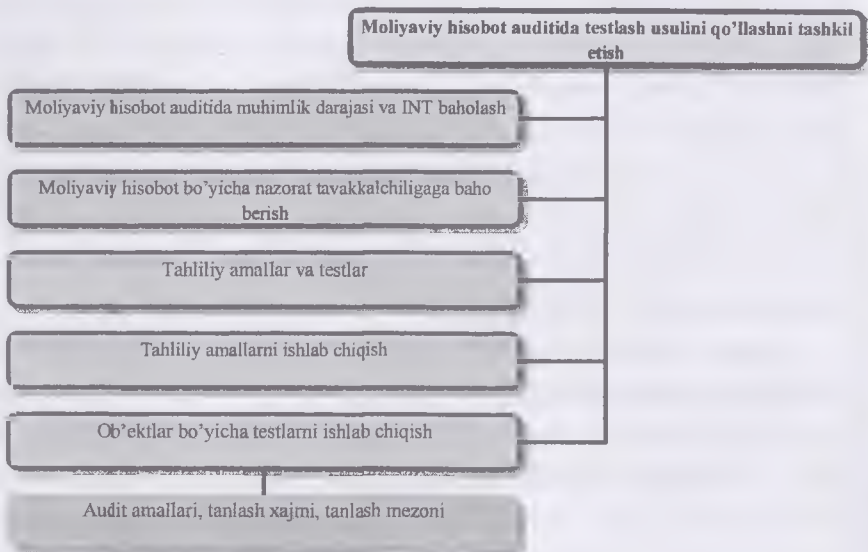 Moliyaviy hisobot auditida testlash usulini qo’llashni tashkil
etish
Moliyaviy hisobot auditida muhimlik darajasi va INT baholash
Moliyaviy hisobot bo’yicha nazorat tavakkalchiligaga baho
berish
Tahliliy amallar va testlar
Tahliliy amallarni ishlab chiqish
Ob’ektlar bo’yicha testlarni ishlab chiqish
Audit amallari, tanlash xajmi, tanlash mezoni